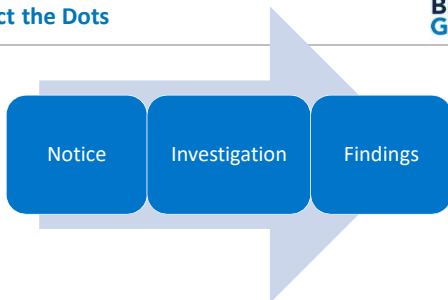 ct the Dots
B
G
Notice
Investigation
Findings